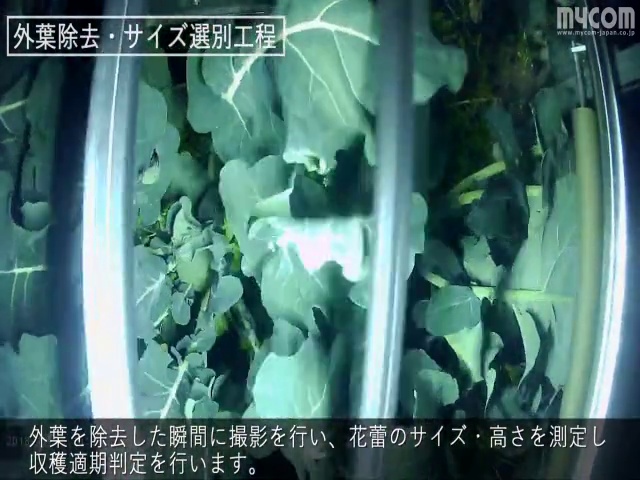 外葉除去・サイズ選別工程
mycom
www.mycom-japan.co.jp
外葉を除去した瞬間に撮影を行い、花蕾のサイズ・高さを測定し
収穫適期判定を行います。